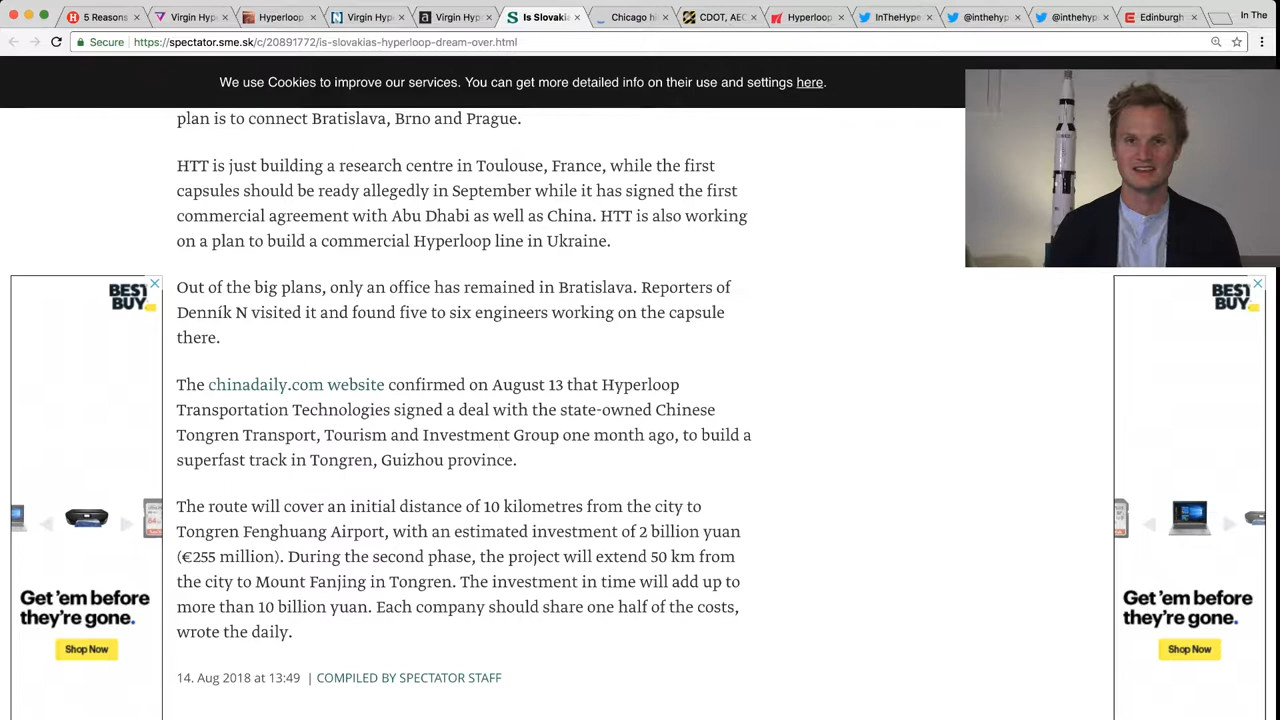 5 Reasons
Virgin Hype
Hyperloop
Virgin Hyp
Virgin Hyp
Is Slovakia
Chicago h
CDOT, AEC
Hyperloop
InTheHype
@inthehyp
@inthehyp
Edinburgh
In The
Secure
https://spectator.sme.sk/c/20891772/is-slovakias-hyperloop-dream-over.html
We use Cookies to improve our services. You can get more detailed info on their use and settings here.
plan is to connect Bratislava, Brno and Prague.
HTT is just building a research centre in Toulouse, France, while the first
capsules should be ready allegedly in September while it has signed the first
commercial agreement with Abu Dhabi as well as China. HTT is also working
on a plan to build a commercial Hyperloop line in Ukraine.
Out of the big plans, only an office has remained in Bratislava. Reporters of
Denník N visited it and found five to six engineers working on the capsule
there.
The chinadaily.com website confirmed on August 13 that Hyperloop
Transportation Technologies signed a deal with the state-owned Chinese
Tongren Transport, Tourism and Investment Group one month ago, to build a
superfast track in Tongren, Guizhou province.
The route will cover an initial distance of 10 kilometres from the city to
Tongren Fenghuang Airport, with an estimated investment of 2 billion yuan
(€255 million). During the second phase, the project will extend 50 km from
the city to Mount Fanjing in Tongren. The investment in time will add up to
more than 10 billion yuan. Each company should share one half of the costs,
wrote the daily.
14. Aug 2018 at 13:49 | COMPILED BY SPECTATOR STAFF
BEST
BUY
Get 'em before
they're gone.
Shop Now
BEST
BUY
Get 'em before
they're gone.
Shop Now